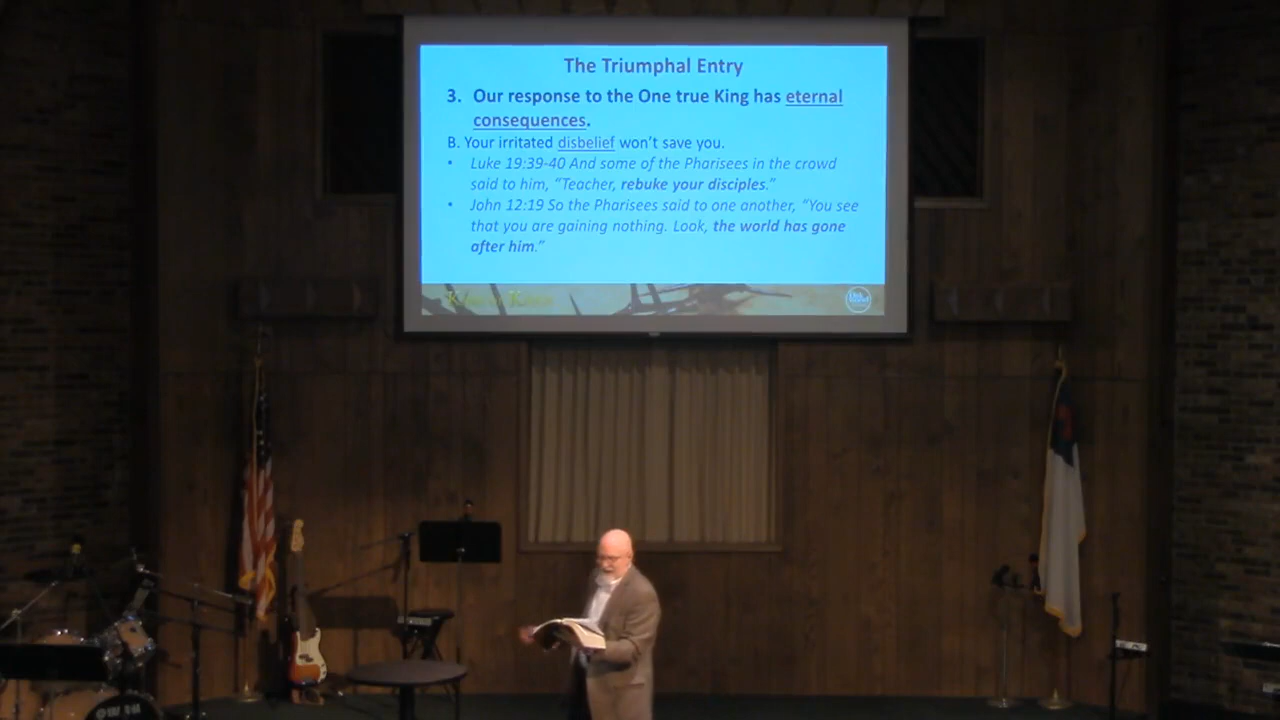 The Triumphal Entry
3. Our response to the One true King has eternal
consequences.
B. Your irritated disbelief won't save you.
• Luke 19:39-40 And some of the Pharisees in the crowd
said to him, “Teacher, rebuke your disciples.”
• John 12:19 So the Pharisees said to one another, “You see
that you are gaining nothing. Look, the world has gone
after him.”
YAMAHA